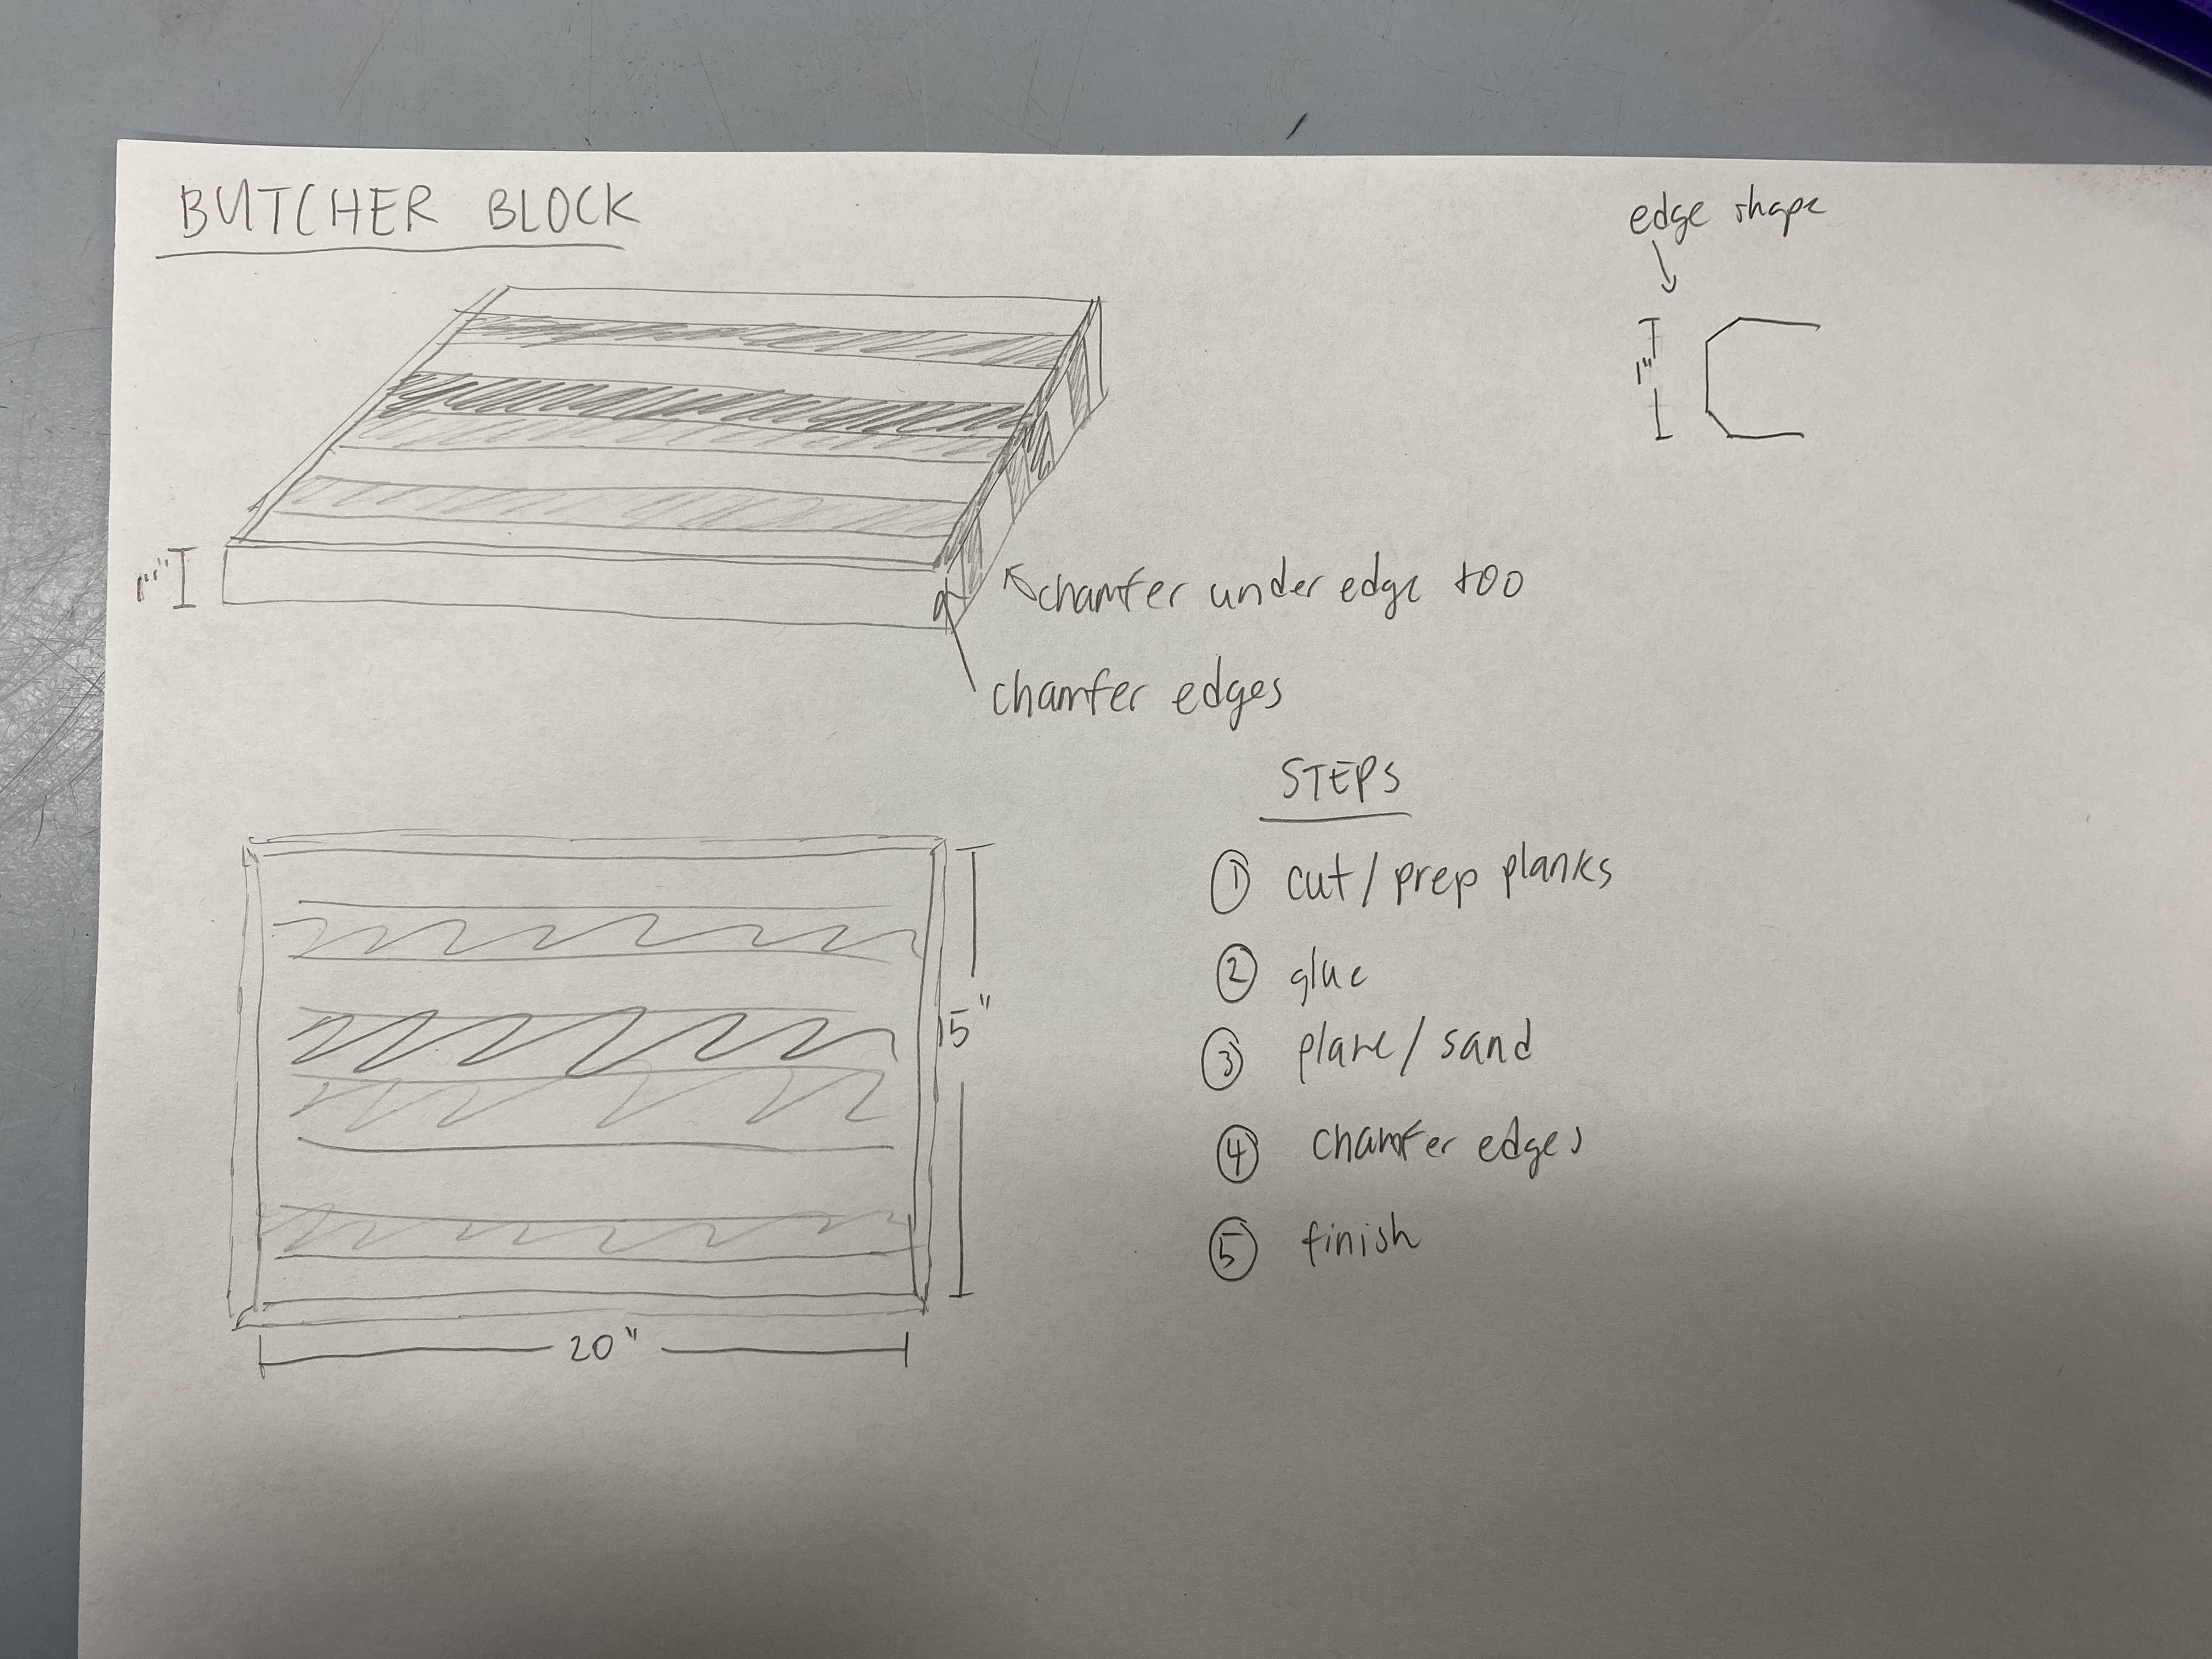 BUTCHER BLOCK
edge shape
1"
1"
chamfer under edge too
chamfer edges
STEPS
① cut/prep planks
② glue
③ plane/sand
④ chamfer edges
⑤ finish
15"
20"